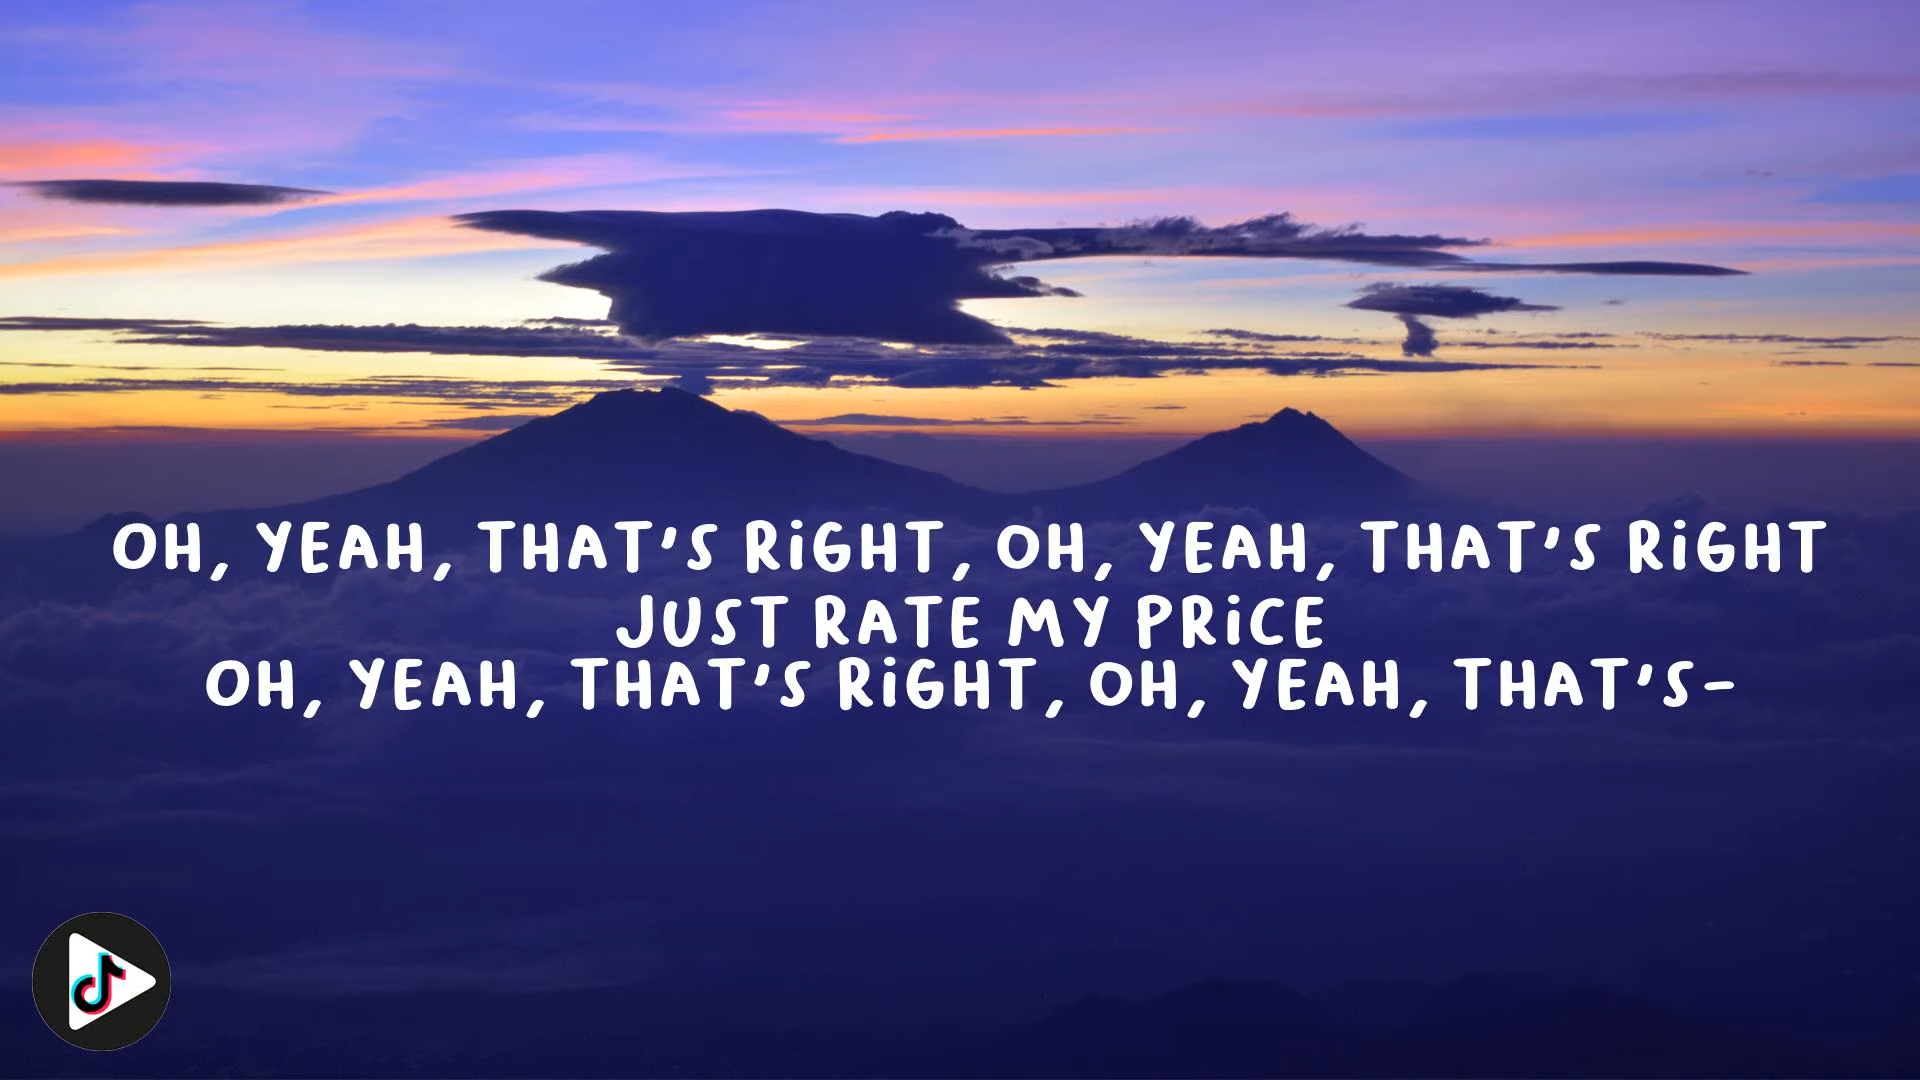 OH, YEAH, THAT'S RiGHT, OH, YEAH, THAT'S RiGHT
JUST RATE MY PRiCE
OH, YEAH, THAT'S RiGHT, OH, YEAH, THAT'S-